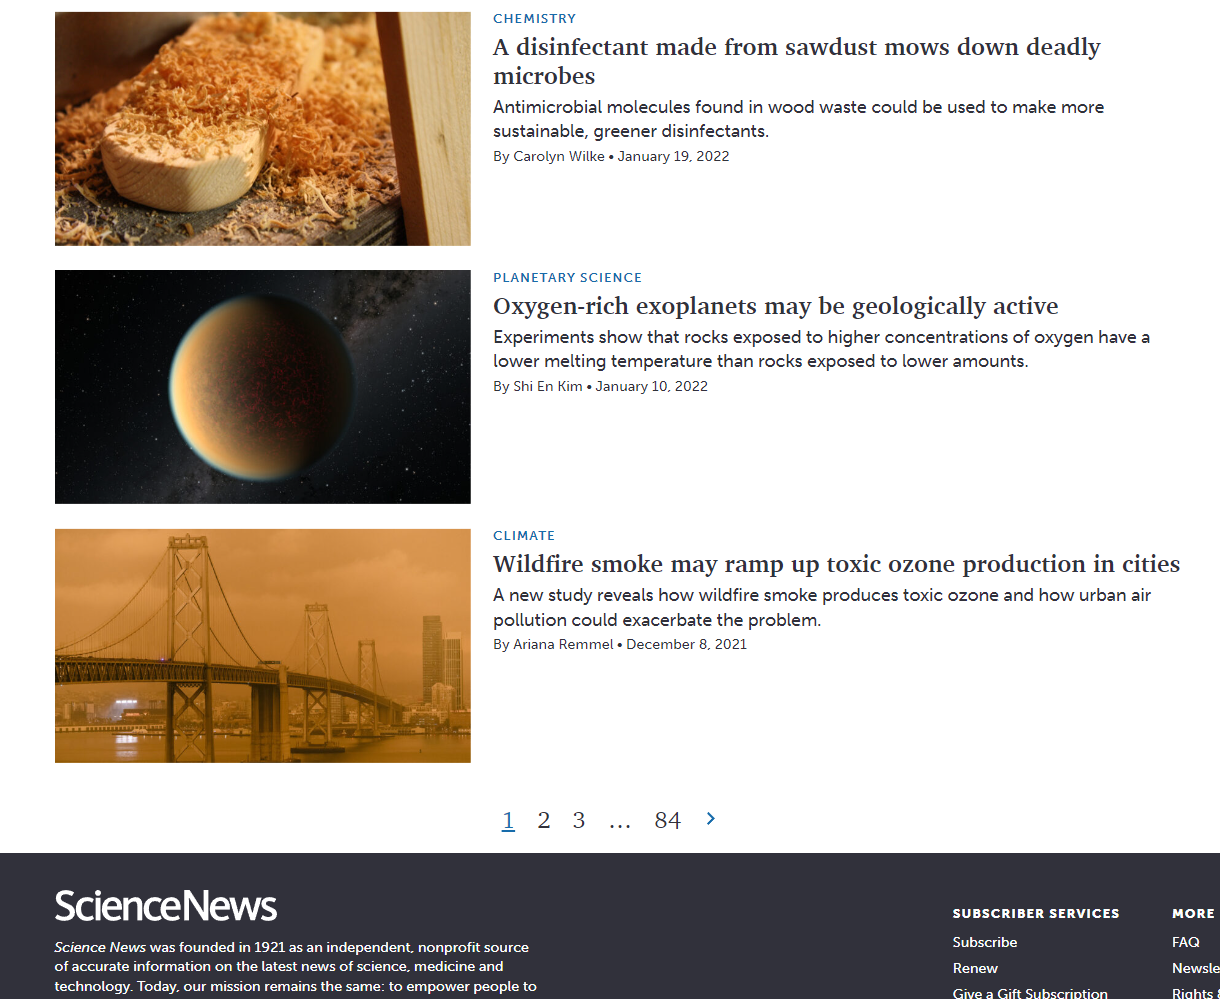 CHEMISTRY
A disinfectant made from sawdust mows down deadly
microbes
Antimicrobial molecules found in wood waste could be used to make more
sustainable, greener disinfectants.
By Carolyn Wilke • January 19, 2022
PLANETARY SCIENCE
Oxygen-rich exoplanets may be geologically active
Experiments show that rocks exposed to higher concentrations of oxygen have a
lower melting temperature than rocks exposed to lower amounts.
By Shi En Kim • January 10, 2022
CLIMATE
Wildfire smoke may ramp up toxic ozone production in cities
A new study reveals how wildfire smoke produces toxic ozone and how urban air
pollution could exacerbate the problem.
By Ariana Remmel • December 8, 2021
1 2 3 ... 84
ScienceNews
Science News was founded in 1921 as an independent, nonprofit source
of accurate information on the latest news of science, medicine and
technology. Today, our mission remains the same: to empower people to
SUBSCRIBER SERVICES
Subscribe
Renew
Give a Gift Subscription
MORE
FAQ
Newsle
Rights